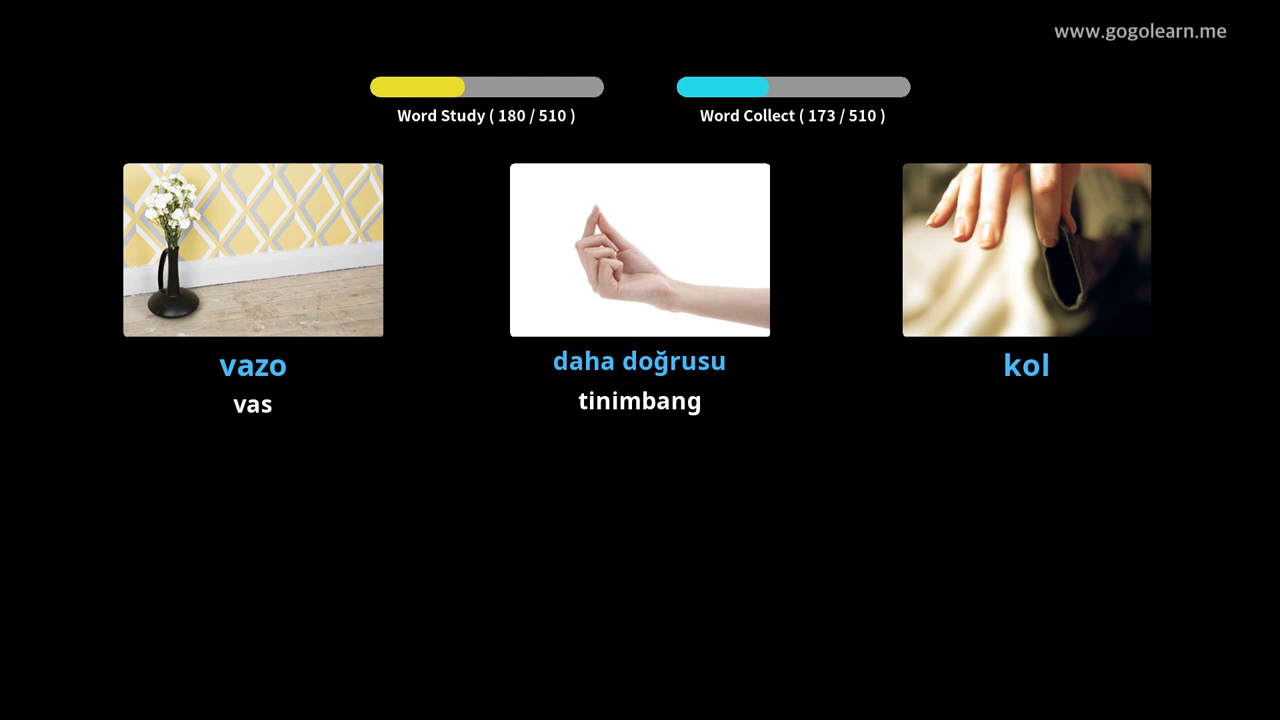 www.gogolearn.me
Word Study ( 180 / 510 )
Word Collect ( 173 / 510 )
vazo
vas
daha doğrusu
tinimbang
kol